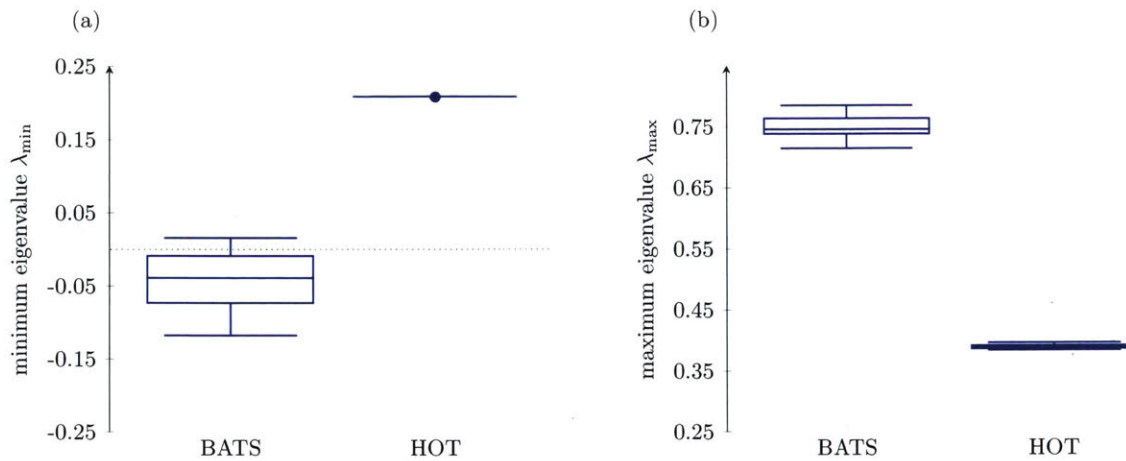 (a)
minimum eigenvalue λmin
0.25
0.15
0.05
-0.05
-0.15
-0.25
BATS HOT
(b)
maximum eigenvalue λmax
0.75
0.65
0.55
0.45
0.35
0.25
BATS HOT